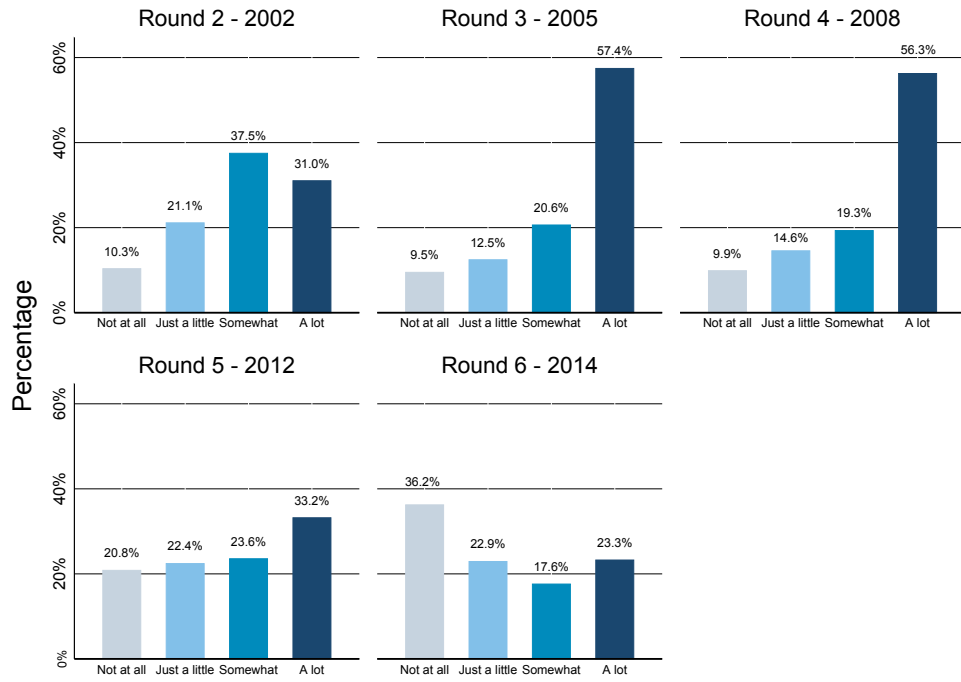 Percentage
Round 2 - 2002
0%
20%
40%
60%
10.3%
21.1%
37.5%
31.0%
Not at all
Just a little
Somewhat
A lot
Round 3 - 2005
9.5%
12.5%
20.6%
57.4%
Not at all
Just a little
Somewhat
A lot
Round 4 - 2008
9.9%
14.6%
19.3%
56.3%
Not at all
Just a little
Somewhat
A lot
Round 5 - 2012
0%
20%
40%
60%
20.8%
22.4%
23.6%
33.2%
Not at all
Just a little
Somewhat
A lot
Round 6 - 2014
36.2%
22.9%
17.6%
23.3%
Not at all
Just a little
Somewhat
A lot